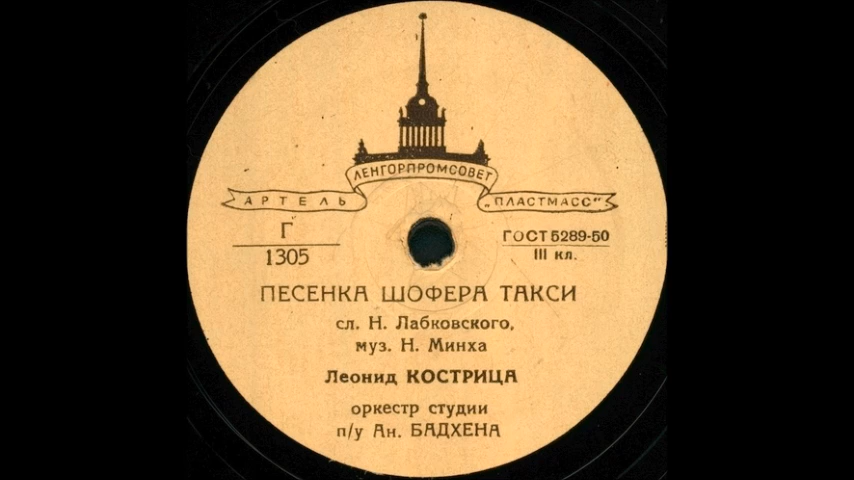 ЛЕНГОРПРОМСОВЕТ
АРТЕЛЬ „ПЛАСТМАСС"
Г
1305
ГОСТ 5289-50
III кл.
ПЕСЕНКА ШОФЕРА ТАКСИ
сл. Н. Лабковского,
муз. Н. Минха
Леонид КОСТРИЦА
оркестр студии
п/у Ан. БАДХЕНА